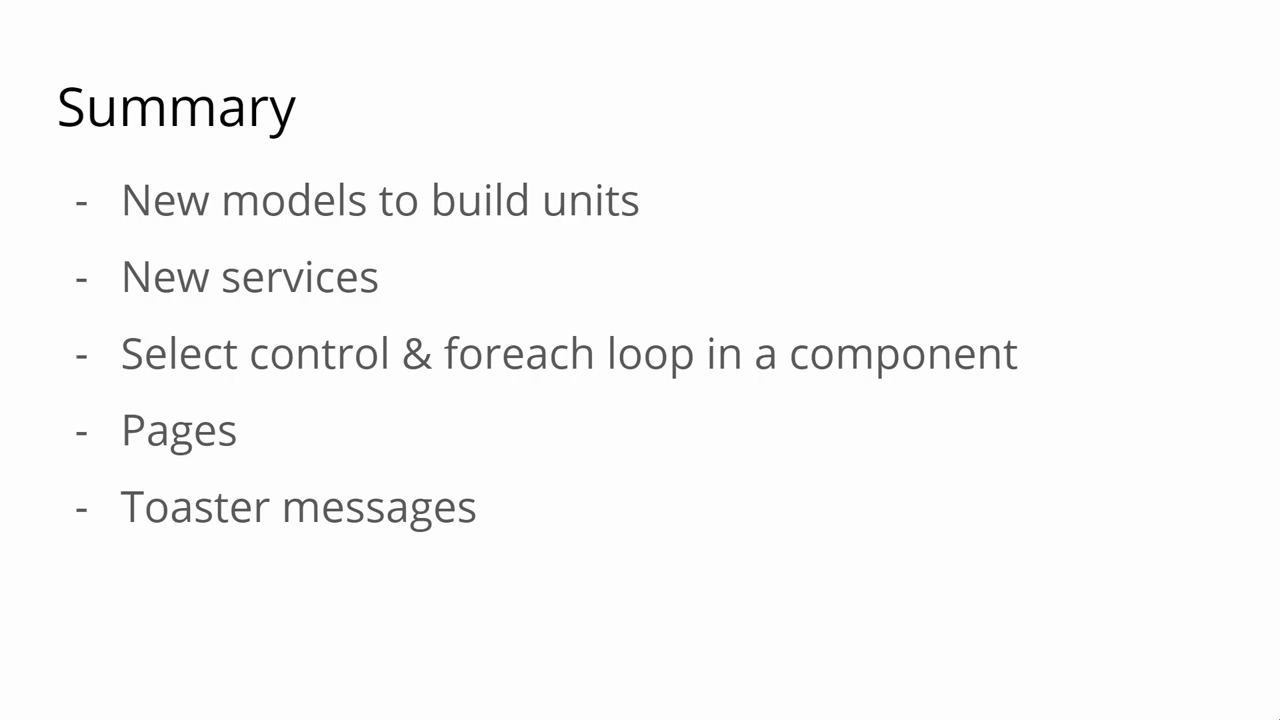 Summary
- New models to build units
- New services
- Select control & foreach loop in a component
- Pages
- Toaster messages